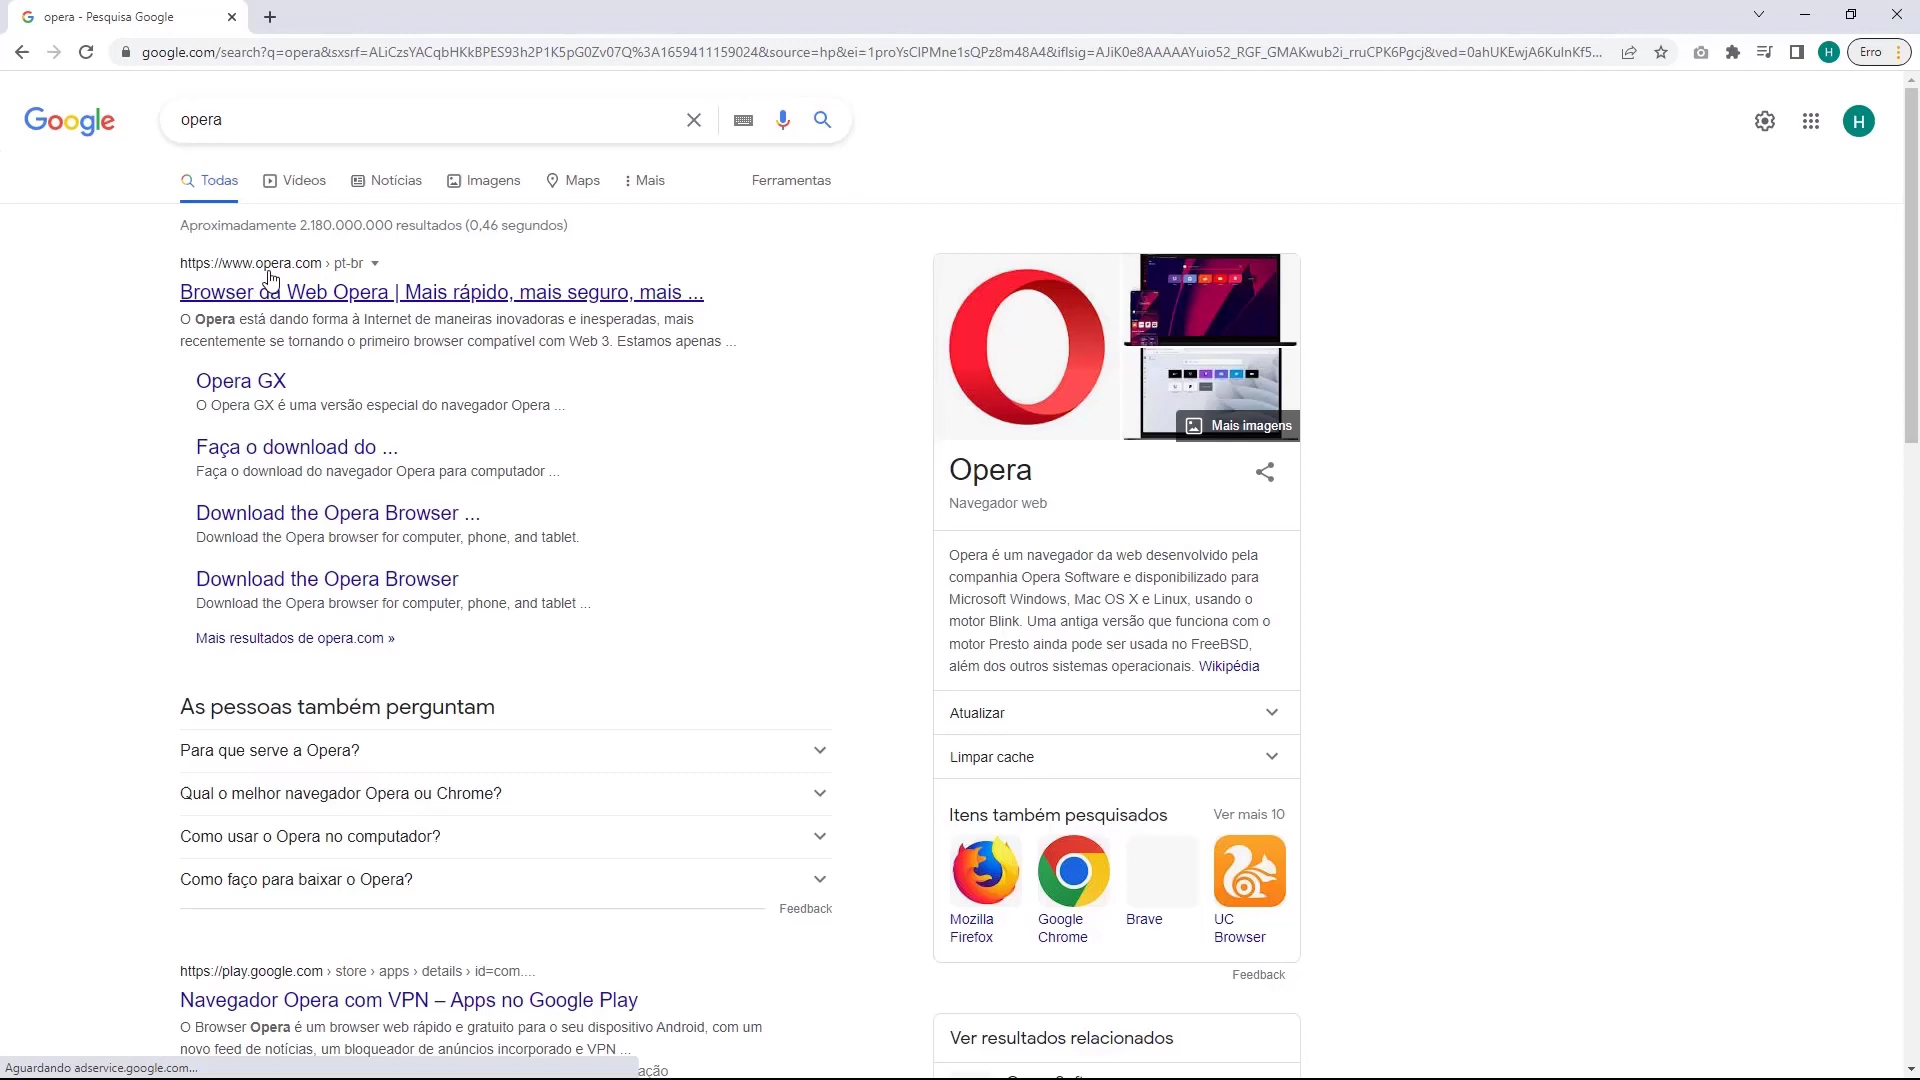 opera - Pesquisa Google
google.com/search?q=opera&sxsrf=ALiCzsYACqbHKkBPES93h2P1K5pG0Zv07Q%3A1659411159024&source=hp&ei=1proYsClPMne1sQPz8m48A4&iflsig=AJiK0e8AAAAAYuio52_RGF_GMAKwub2i_rruCPK6Pgcj&ved=0ahUKEwjA6KulnKf5...
H
Erro
Google
opera
H
Todas
Vídeos
Notícias
Imagens
Maps
Mais
Ferramentas
Aproximadamente 2.180.000.000 resultados (0,46 segundos)
https://www.opera.com › pt-br
Browser da Web Opera | Mais rápido, mais seguro, mais ...
O Opera está dando forma à Internet de maneiras inovadoras e inesperadas, mais
recentemente se tornando o primeiro browser compatível com Web 3. Estamos apenas ...
Opera GX
O Opera GX é uma versão especial do navegador Opera ...
Faça o download do ...
Faça o download do navegador Opera para computador ...
Download the Opera Browser ...
Download the Opera browser for computer, phone, and tablet.
Download the Opera Browser
Download the Opera browser for computer, phone, and tablet ...
Mais resultados de opera.com »
As pessoas também perguntam
Para que serve a Opera?
Qual o melhor navegador Opera ou Chrome?
Como usar o Opera no computador?
Como faço para baixar o Opera?
Feedback
https://play.google.com › store › apps › details › id=com....
Navegador Opera com VPN – Apps no Google Play
O Browser Opera é um browser web rápido e gratuito para o seu dispositivo Android, com um
novo feed de notícias, um bloqueador de anúncios incorporado e VPN ...
Aguardando adservice.google.com...
Mais imagens
Opera
Navegador web
Opera é um navegador da web desenvolvido pela
companhia Opera Software e disponibilizado para
Microsoft Windows, Mac OS X e Linux, usando o
motor Blink. Uma antiga versão que funciona com o
motor Presto ainda pode ser usada no FreeBSD,
além dos outros sistemas operacionais. Wikipédia
Atualizar
Limpar cache
Itens também pesquisados
Ver mais 10
Mozilla
Firefox
Google
Chrome
Brave
UC
Browser
Feedback
Ver resultados relacionados